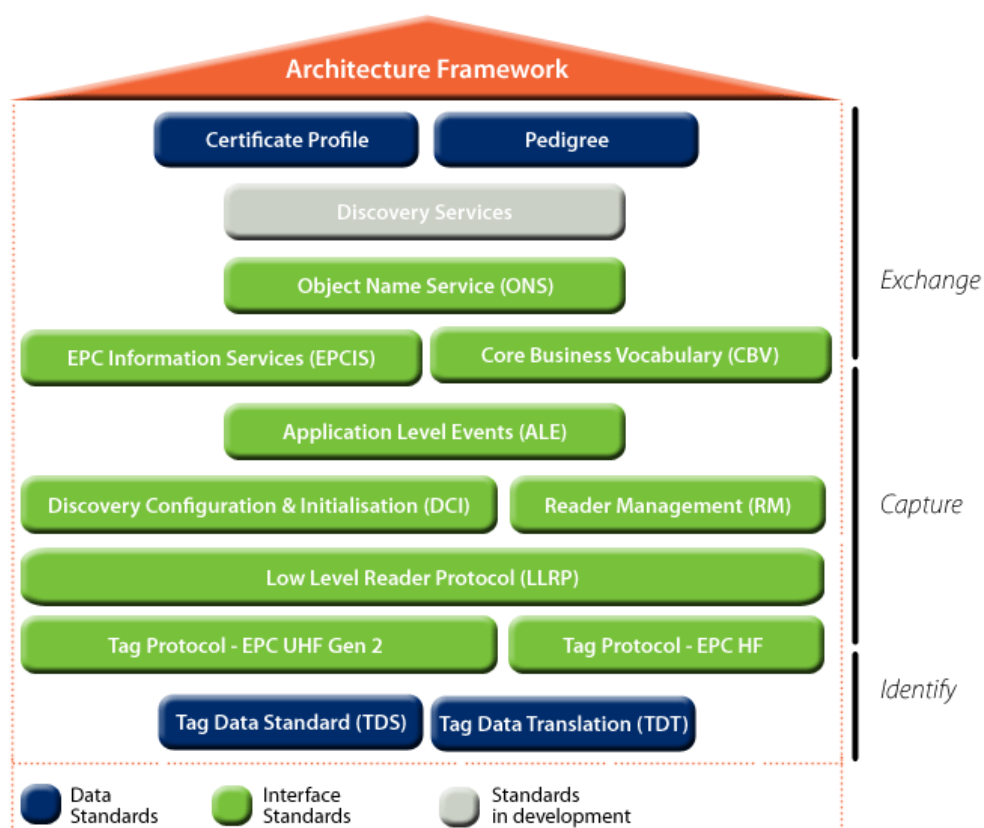 Architecture Framework
Certificate Profile
Pedigree
Discovery Services
Object Name Service (ONS)
Exchange
EPC Information Services (EPCIS)
Core Business Vocabulary (CBV)
Application Level Events (ALE)
Discovery Configuration & Initialisation (DCI)
Reader Management (RM)
Capture
Low Level Reader Protocol (LLRP)
Tag Protocol - EPC UHF Gen 2
Tag Protocol - EPC HF
Identify
Tag Data Standard (TDS)
Tag Data Translation (TDT)
Data
Standards
Interface
Standards
Standards
in development